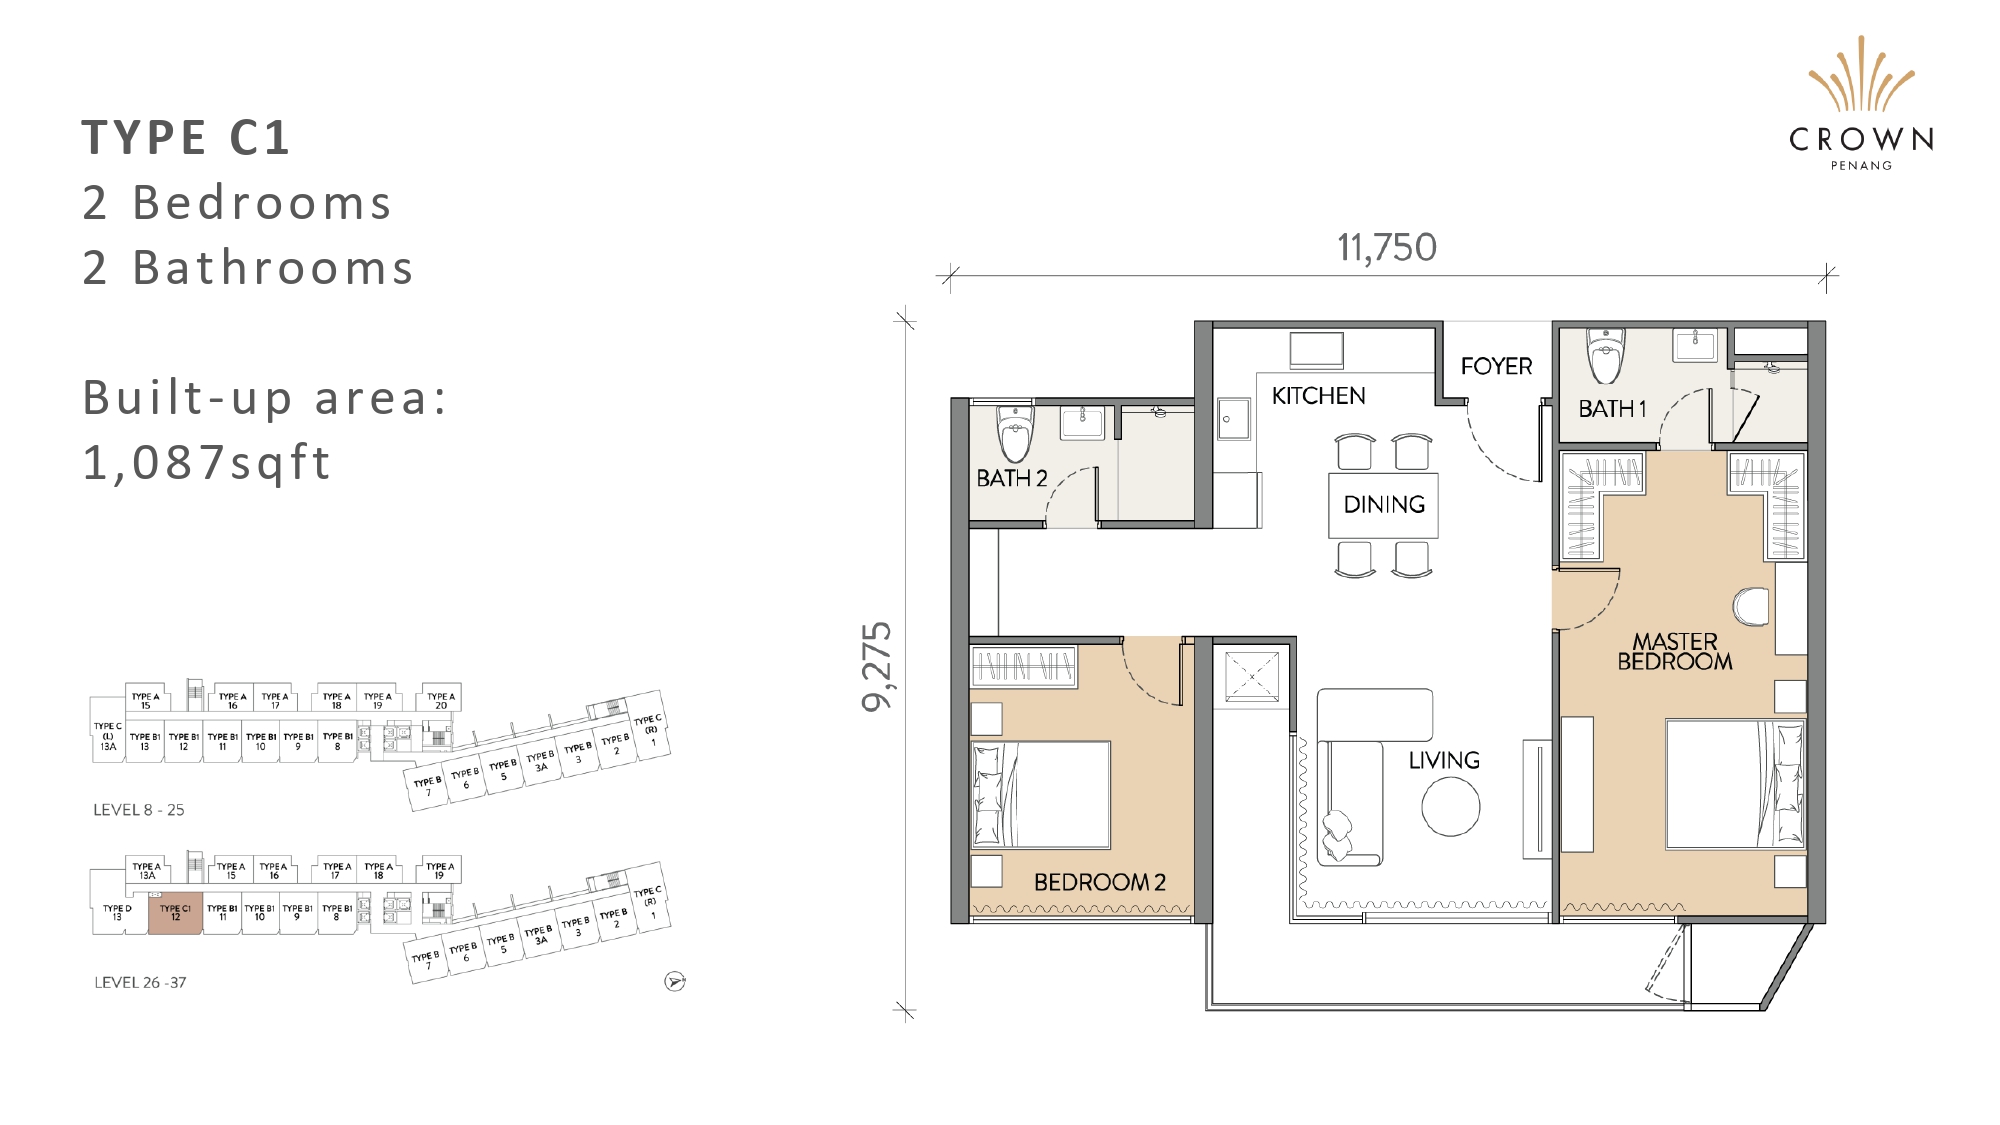 TYPE C1
2 Bedrooms
2 Bathrooms
Built-up area:
1,087sqft
CROWN
PENANG
11,750
9,275
FOYER
KITCHEN
BATH 1
BATH 2
DINING
MASTER
BEDROOM
LIVING
BEDROOM 2
TYPE A
15
TYPE A
16
TYPE A
17
TYPE A
18
TYPE A
19
TYPE A
20
TYPE C
(L)
13A
TYPE B1
13
TYPE B1
12
TYPE B1
11
TYPE B1
10
TYPE B1
9
TYPE B1
8
TYPE B
7
TYPE B
6
TYPE B
5
TYPE B
3A
TYPE B
3
TYPE B
2
TYPE C
(R)
1
LEVEL 8 - 25
TYPE A
13A
TYPE A
15
TYPE A
16
TYPE A
17
TYPE A
18
TYPE A
19
TYPE D
13
TYPE C1
12
TYPE B1
11
TYPE B1
10
TYPE B1
9
TYPE B1
8
TYPE B
7
TYPE B
6
TYPE B
5
TYPE B
3A
TYPE B
3
TYPE B
2
TYPE C
(R)
1
LEVEL 26 -37